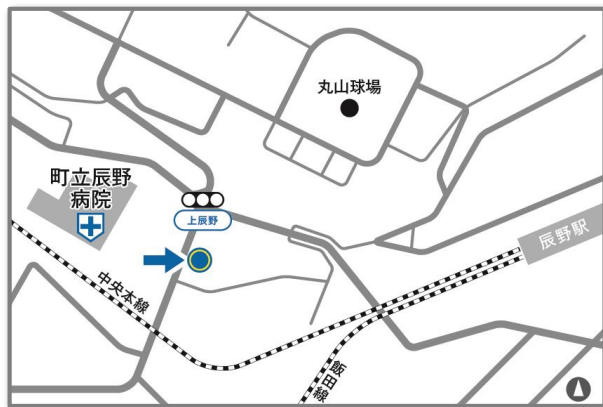 丸山球場
町立辰野
病院
上辰野
辰野駅
中央本線
飯田線